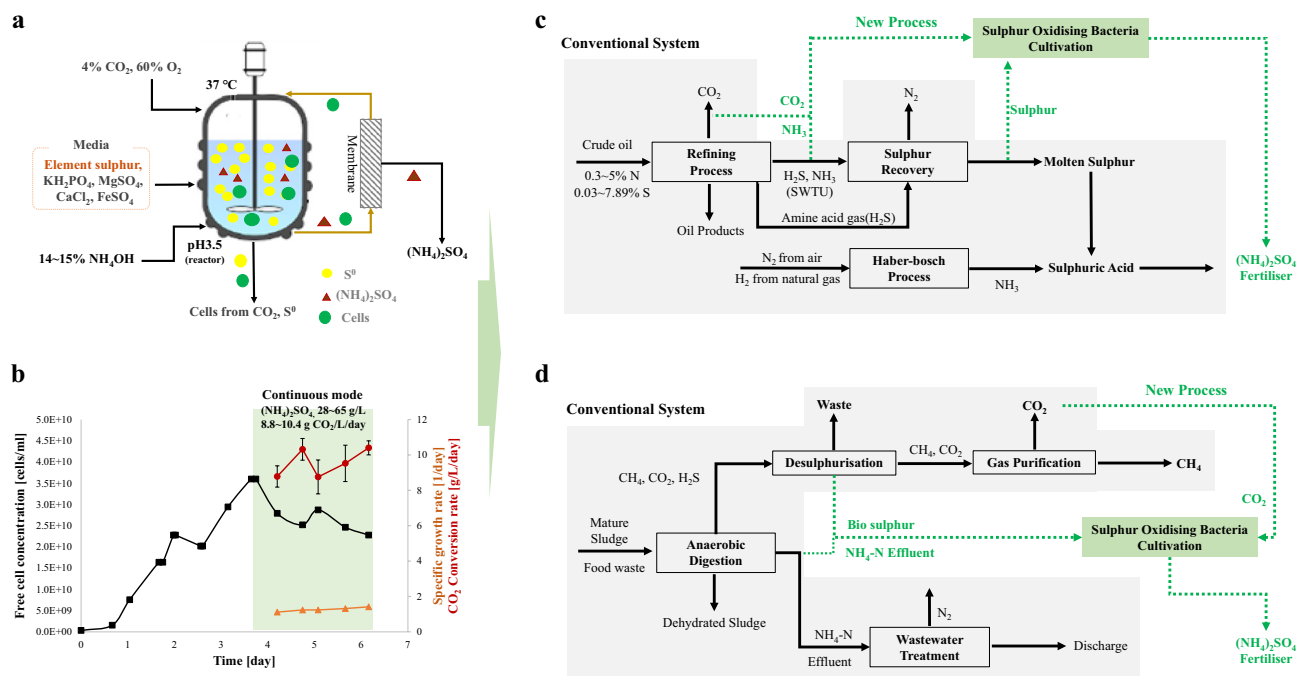 a
4% CO2, 60% O2
37 ℃
Media
Element sulphur,
KH2PO4, MgSO4,
CaCl2, FeSO4
14~15% NH4OH
pH3.5
(reactor)
Membrane
(NH4)2SO4
Cells from CO2, S0
S0
(NH4)2SO4
Cells
b
Continuous mode
(NH4)2SO4, 28~65 g/L
8.8~10.4 g CO2/L/day
Free cell concentration [cells/ml]
5.0E+10
4.5E+10
4.0E+10
3.5E+10
3.0E+10
2.5E+10
2.0E+10
1.5E+10
1.0E+10
5.0E+09
0.0E+00
0 1 2 3 4 5 6 7
Time [day]
12
10
8
6
4
2
0
Specific growth rate [1/day]
CO2 Conversion rate [g/L/day]
c
Conventional System
New Process
Sulphur Oxidising Bacteria
Cultivation
CO2
N2
CO2
NH3
Sulphur
Crude oil
0.3~5% N
0.03~7.89% S
Refining
Process
H2S, NH3
(SWTU)
Sulphur
Recovery
Molten Sulphur
Amine acid gas(H2S)
Oil Products
N2 from air
H2 from natural gas
Haber-bosch
Process
NH3
Sulphuric Acid
(NH4)2SO4
Fertiliser
d
Conventional System
New Process
Waste
CO2
Desulphurisation
CH4, CO2
Gas Purification
CH4
CH4, CO2, H2S
CO2
Mature
Sludge
Food waste
Anaerobic
Digestion
Bio sulphur
NH4-N Effluent
Sulphur Oxidising Bacteria
Cultivation
Dehydrated Sludge
N2
NH4-N
Effluent
Wastewater
Treatment
Discharge
(NH4)2SO4
Fertiliser